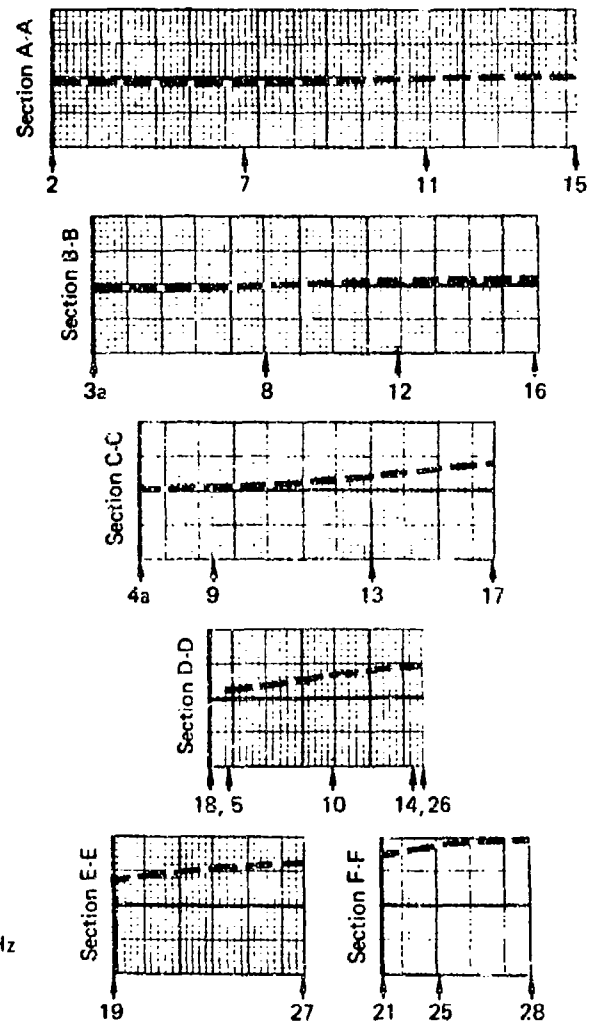 Section A-A
2 7 11 15
Section B-B
3a 8 12 16
Section C-C
4a 9 13 17
Section D-D
18, 5 10 14, 26
Section E-E
19 27
Section F-F
21 25 28
Hz